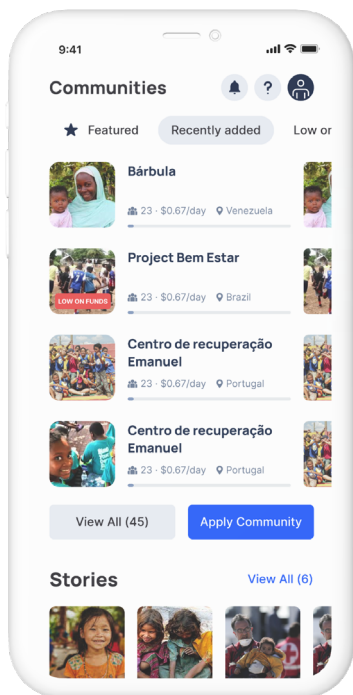 9:41
Communities
?
Featured
Recently added
Low or
Bárbula
23 · $0.67/day
Venezuela
Project Bem Estar
LOW ON FUNDS
23 · $0.67/day
Brazil
Centro de recuperação
Emanuel
23 · $0.67/day
Portugal
Centro de recuperação
Emanuel
23 · $0.67/day
Portugal
View All (45)
Apply Community
Stories
View All (6)